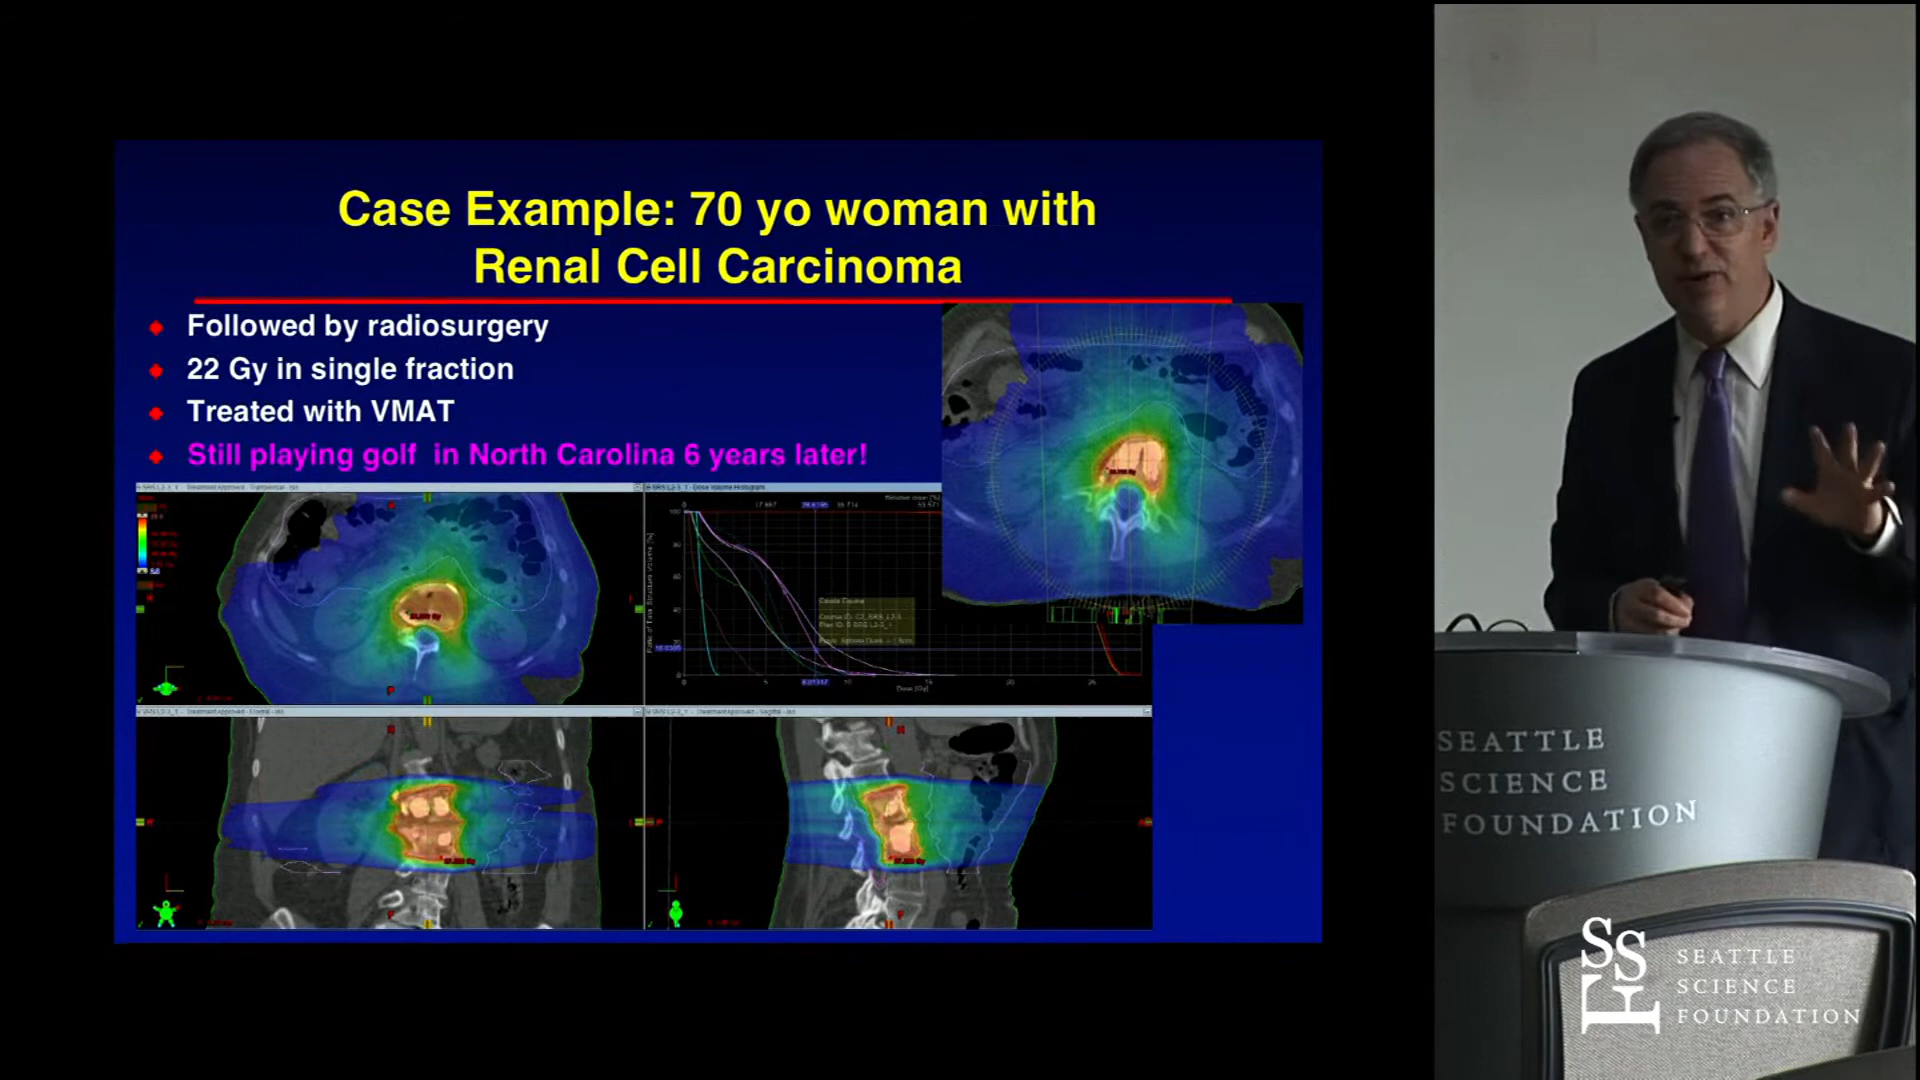 Case Example: 70 yo woman with
Renal Cell Carcinoma
Followed by radiosurgery
22 Gy in single fraction
Treated with VMAT
Still playing golf in North Carolina 6 years later!
SEATTLE
SCIENCE
FOUNDATION
SSF
SEATTLE
SCIENCE
FOUNDATION